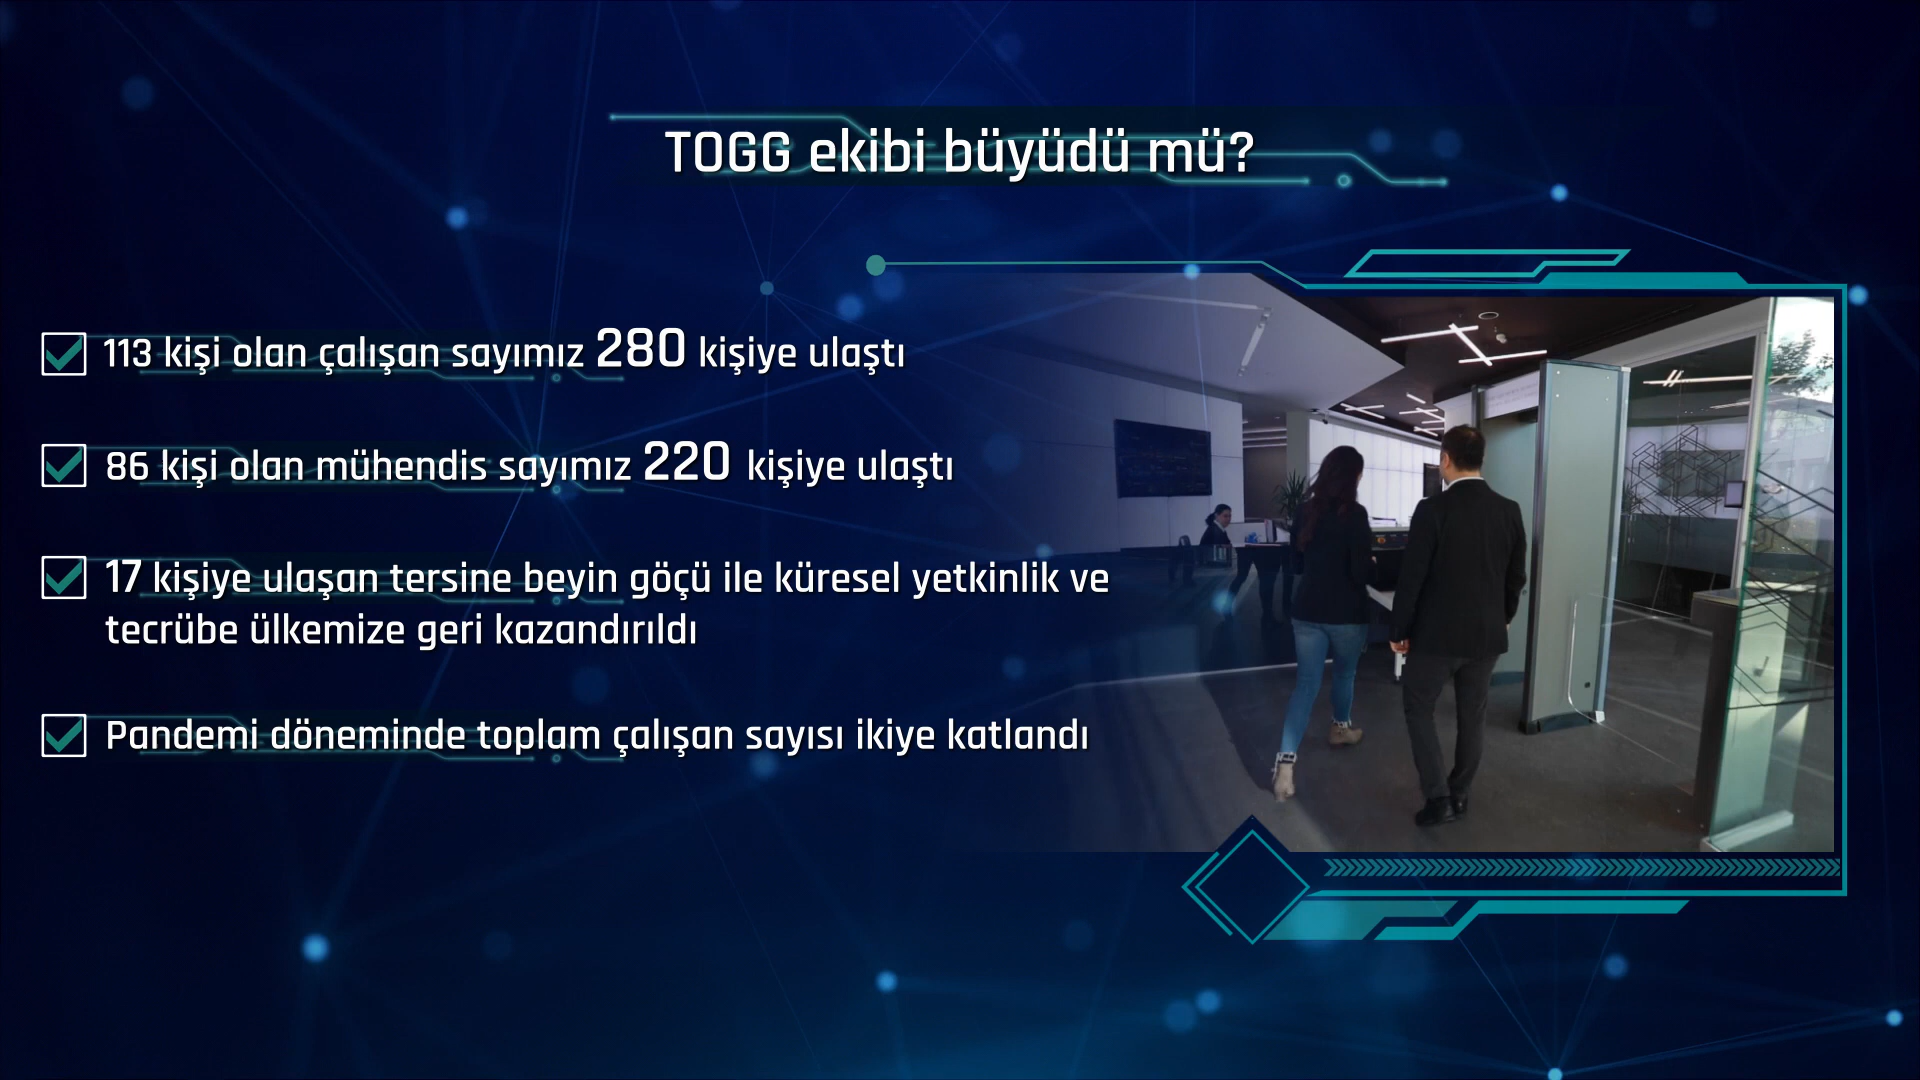 TOGG ekibi büyüdü mü?
113 kişi olan çalışan sayımız 280 kişiye ulaştı
86 kişi olan mühendis sayımız 220 kişiye ulaştı
17 kişiye ulaşan tersine beyin göçü ile küresel yetkinlik ve
tecrübe ülkemize geri kazandırıldı
Pandemi döneminde toplam çalışan sayısı ikiye katlandı